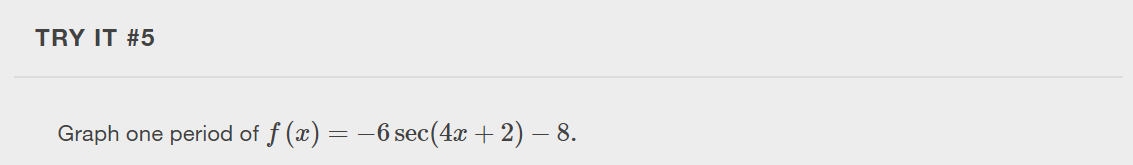 TRY IT #5
Graph one period of f (x) = −6 sec(4x + 2) − 8.